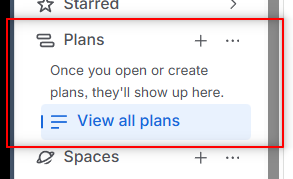 Starred
Plans
Once you open or create
plans, they'll show up here.
View all plans
Spaces